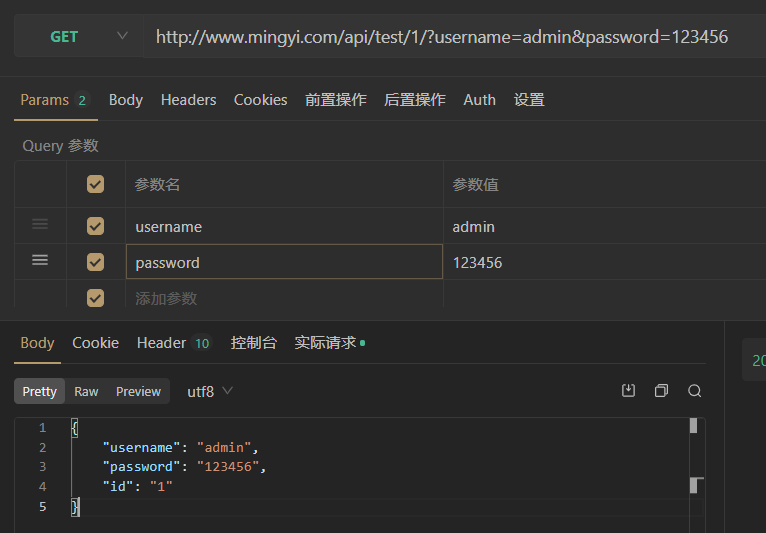 GET http://www.mingyi.com/api/test/1/?username=admin&password=123456
Params 2 Body Headers Cookies 前置操作 后置操作 Auth 设置
Query 参数
参数名 参数值
username admin
password 123456
添加参数
Body Cookie Header 10 控制台 实际请求
20
Pretty Raw Preview utf8
1 {
2 "username": "admin",
3 "password": "123456",
4 "id": "1"
5 }